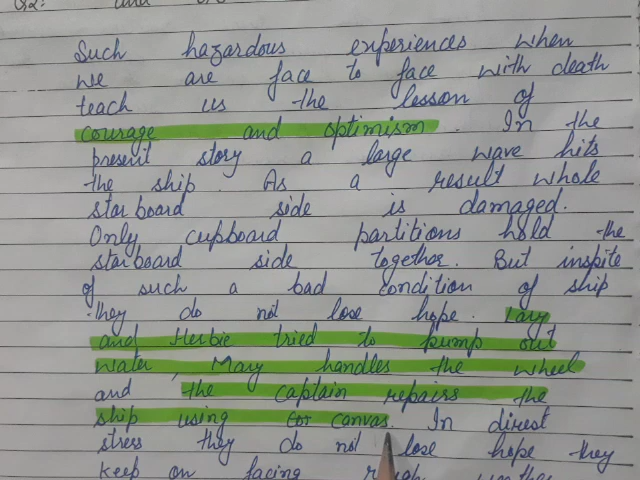 Such hazardous experiences when
we are face to face with death
teach us the lesson of
courage and optimism. In the
present story a large wave hits
the ship. As a result whole
starboard side is damaged.
Only cupboard partitions hold the
starboard side together. But inspite
of such a bad condition of ship
they do not lose hope. Lary
and Herbie tried to pump out
water, Mary handles the wheel
and the captain repairs the
ship using canvas. In direst
stress they do not lose hope they
keep on facing rough